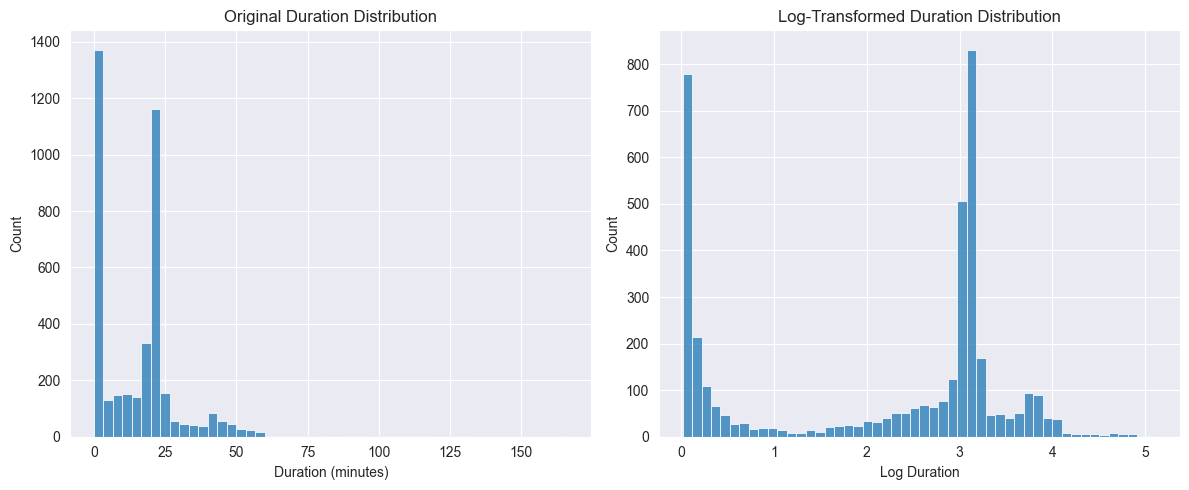 Original Duration Distribution
Count
1400
1200
1000
800
600
400
200
0
0 25 50 75 100 125 150
Duration (minutes)
Log-Transformed Duration Distribution
Count
800
700
600
500
400
300
200
100
0
0 1 2 3 4 5
Log Duration